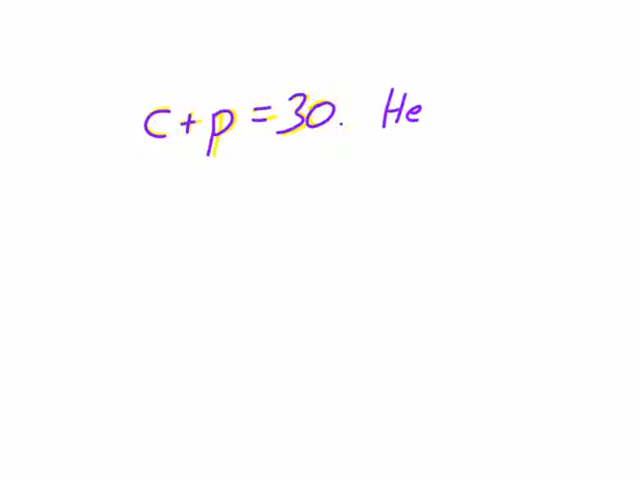 c + p = 30. He